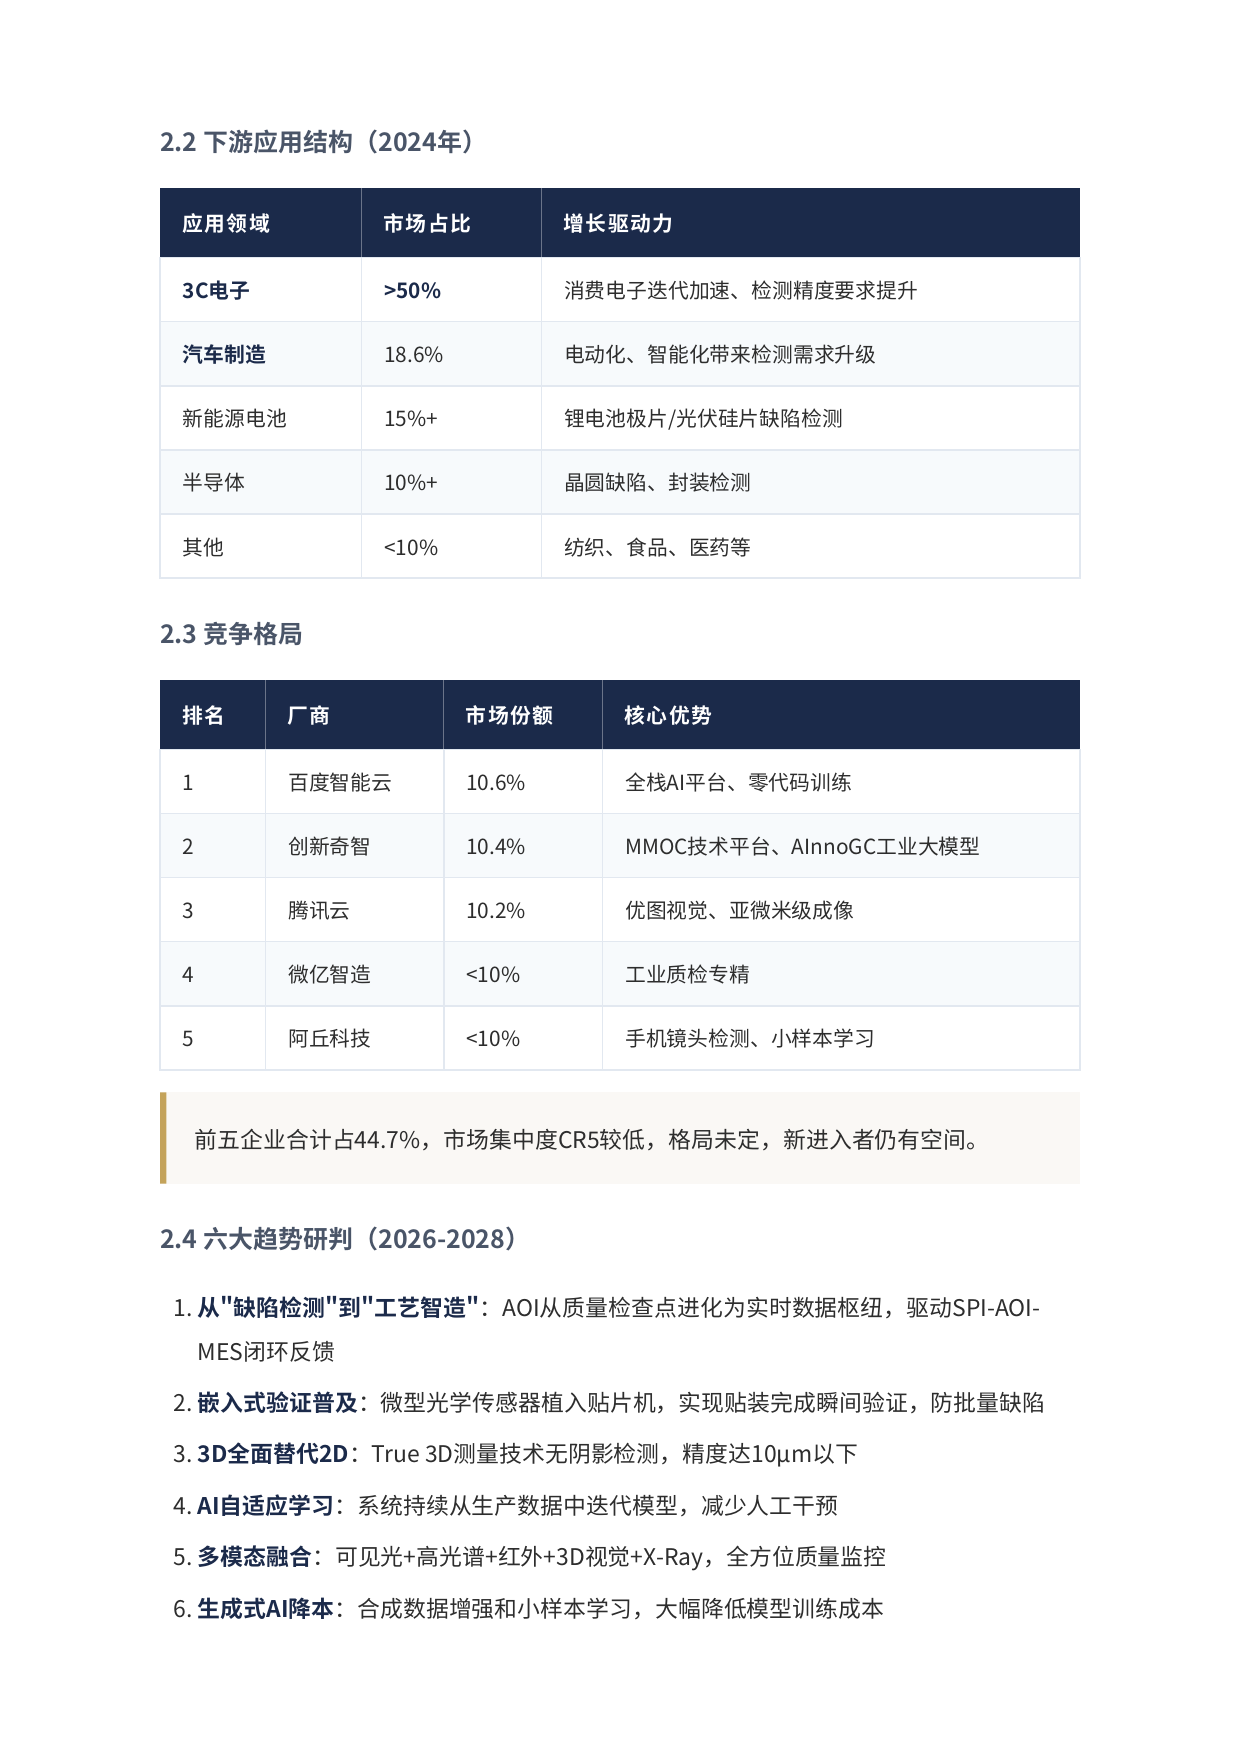 2.2 下游应用结构（2024年）
应用领域 市场占比 增长驱动力
3C电子 >50% 消费电子迭代加速、检测精度要求提升
汽车制造 18.6% 电动化、智能化带来检测需求升级
新能源电池 15%+ 锂电池极片/光伏硅片缺陷检测
半导体 10%+ 晶圆缺陷、封装检测
其他 <10% 纺织、食品、医药等
2.3 竞争格局
排名 厂商 市场份额 核心优势
1 百度智能云 10.6% 全栈AI平台、零代码训练
2 创新奇智 10.4% MMOC技术平台、AInnoGC工业大模型
3 腾讯云 10.2% 优图视觉、亚微米级成像
4 微亿智造 <10% 工业质检专精
5 阿丘科技 <10% 手机镜头检测、小样本学习
前五企业合计占44.7%，市场集中度CR5较低，格局未定，新进入者仍有空间。
2.4 六大趋势研判（2026-2028）
1. 从"缺陷检测"到"工艺智造"：AOI从质量检查点进化为实时数据枢纽，驱动SPI-AOI-
MES闭环反馈
2. 嵌入式验证普及：微型光学传感器植入贴片机，实现贴装完成瞬间验证，防批量缺陷
3. 3D全面替代2D：True 3D测量技术无阴影检测，精度达10μm以下
4. AI自适应学习：系统持续从生产数据中迭代模型，减少人工干预
5. 多模态融合：可见光+高光谱+红外+3D视觉+X-Ray，全方位质量监控
6. 生成式AI降本：合成数据增强和小样本学习，大幅降低模型训练成本